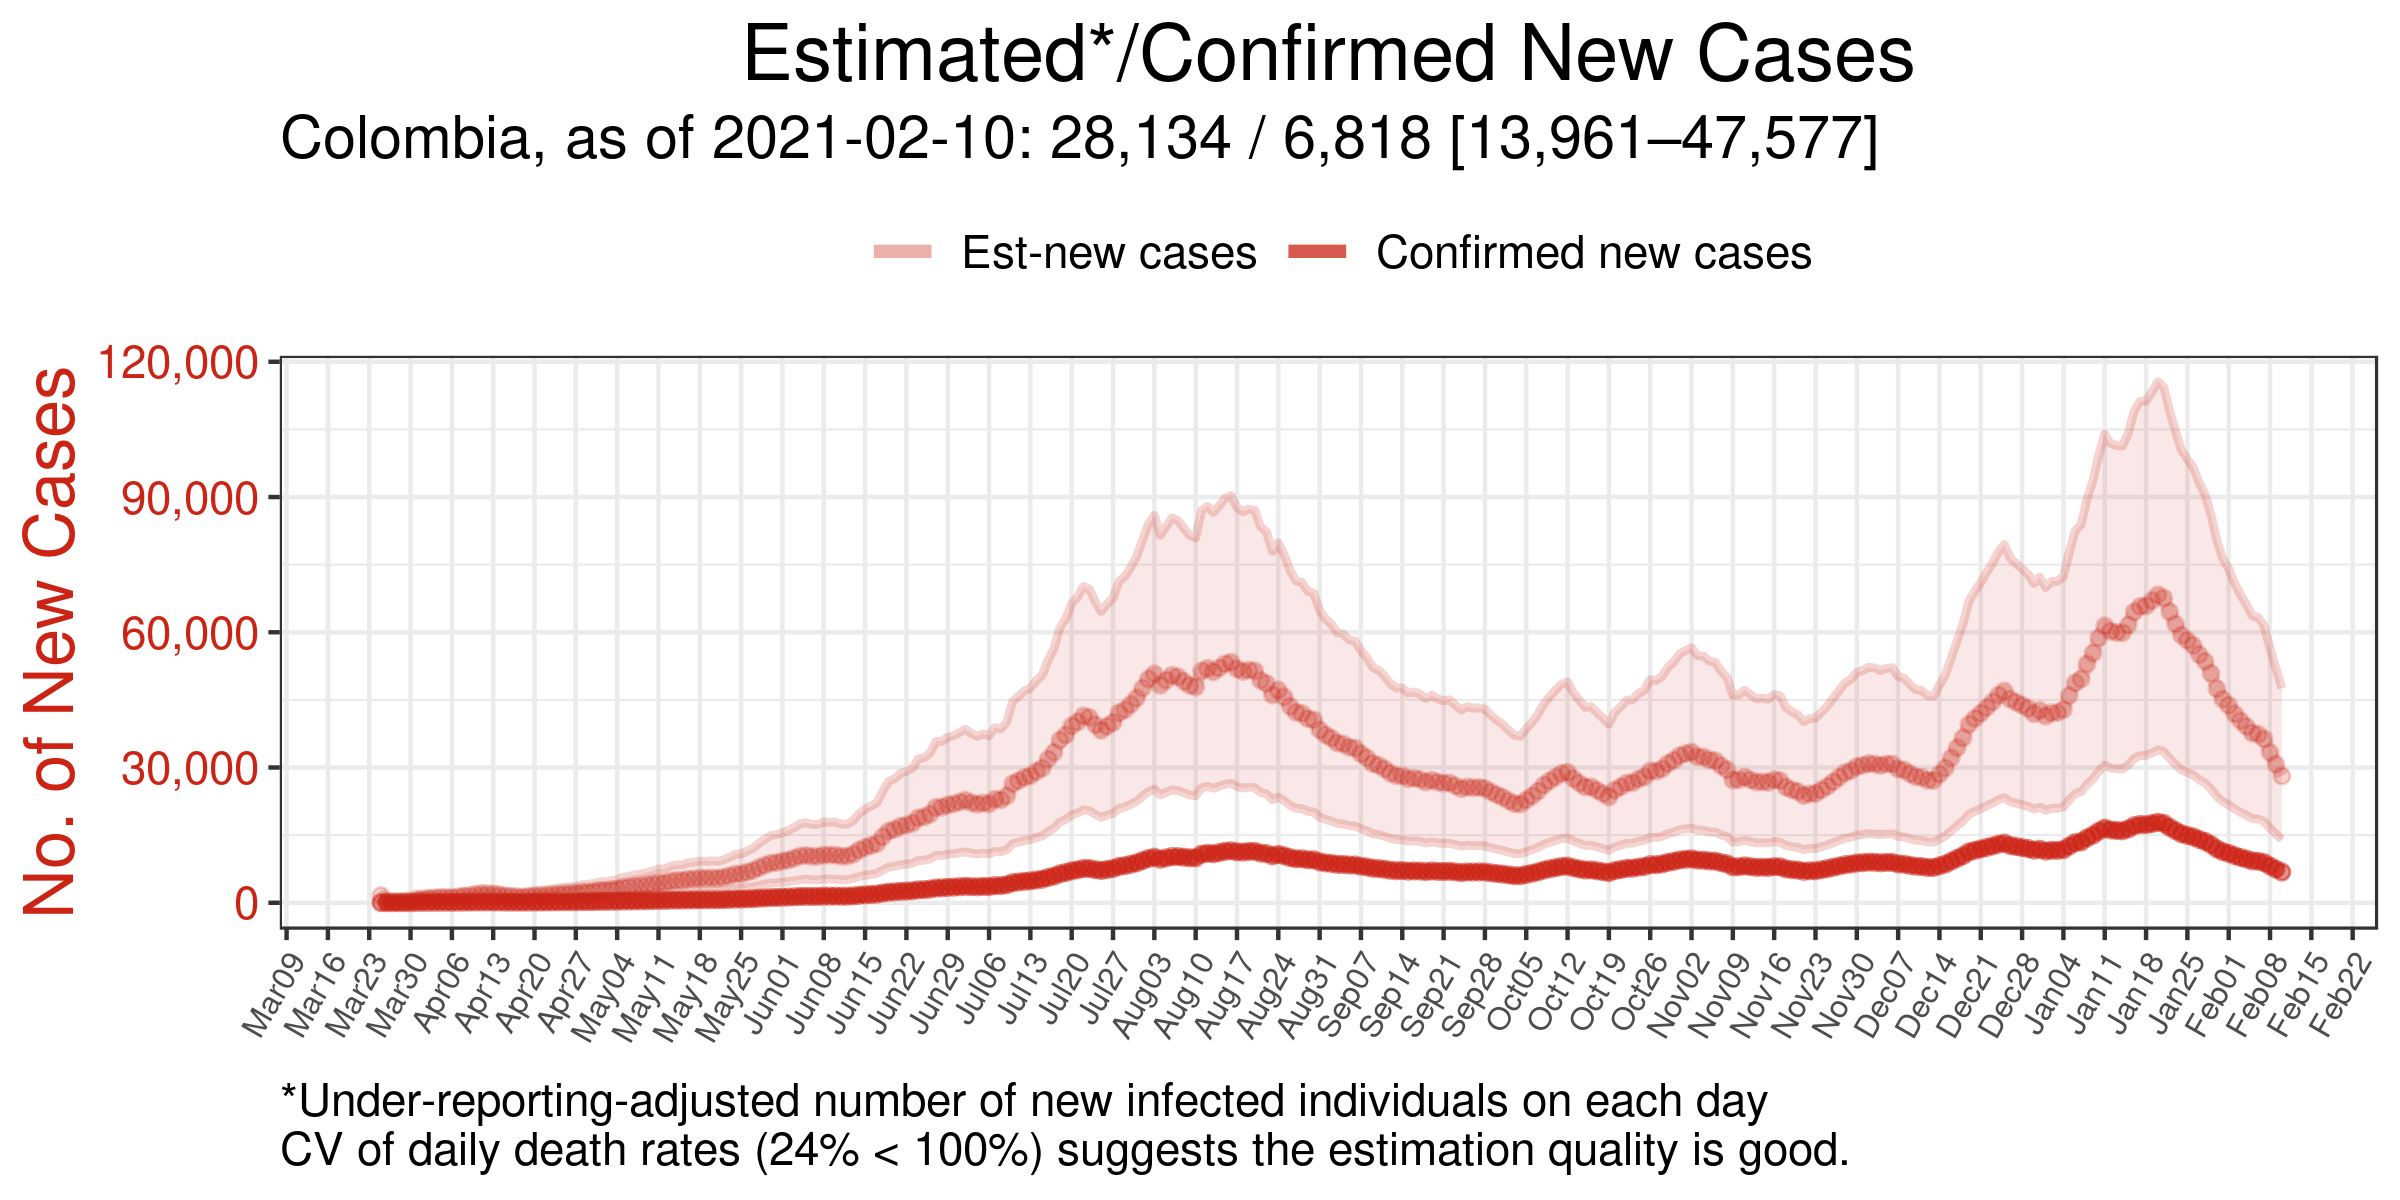 Estimated*/Confirmed New Cases
Colombia, as of 2021-02-10: 28,134 / 6,818 [13,961–47,577]
Est-new cases Confirmed new cases
No. of New Cases
120,000
90,000
60,000
30,000
0
Mar09 Mar16 Mar23 Mar30 Apr06 Apr13 Apr20 Apr27 May04 May11 May18 May25 Jun01 Jun08 Jun15 Jun22 Jun29 Jul06 Jul13 Jul20 Jul27 Aug03 Aug10 Aug17 Aug24 Aug31 Sep07 Sep14 Sep21 Sep28 Oct05 Oct12 Oct19 Oct26 Nov02 Nov09 Nov16 Nov23 Nov30 Dec07 Dec14 Dec21 Dec28 Jan04 Jan11 Jan18 Jan25 Feb01 Feb08 Feb15 Feb22
*Under-reporting-adjusted number of new infected individuals on each day
CV of daily death rates (24% < 100%) suggests the estimation quality is good.